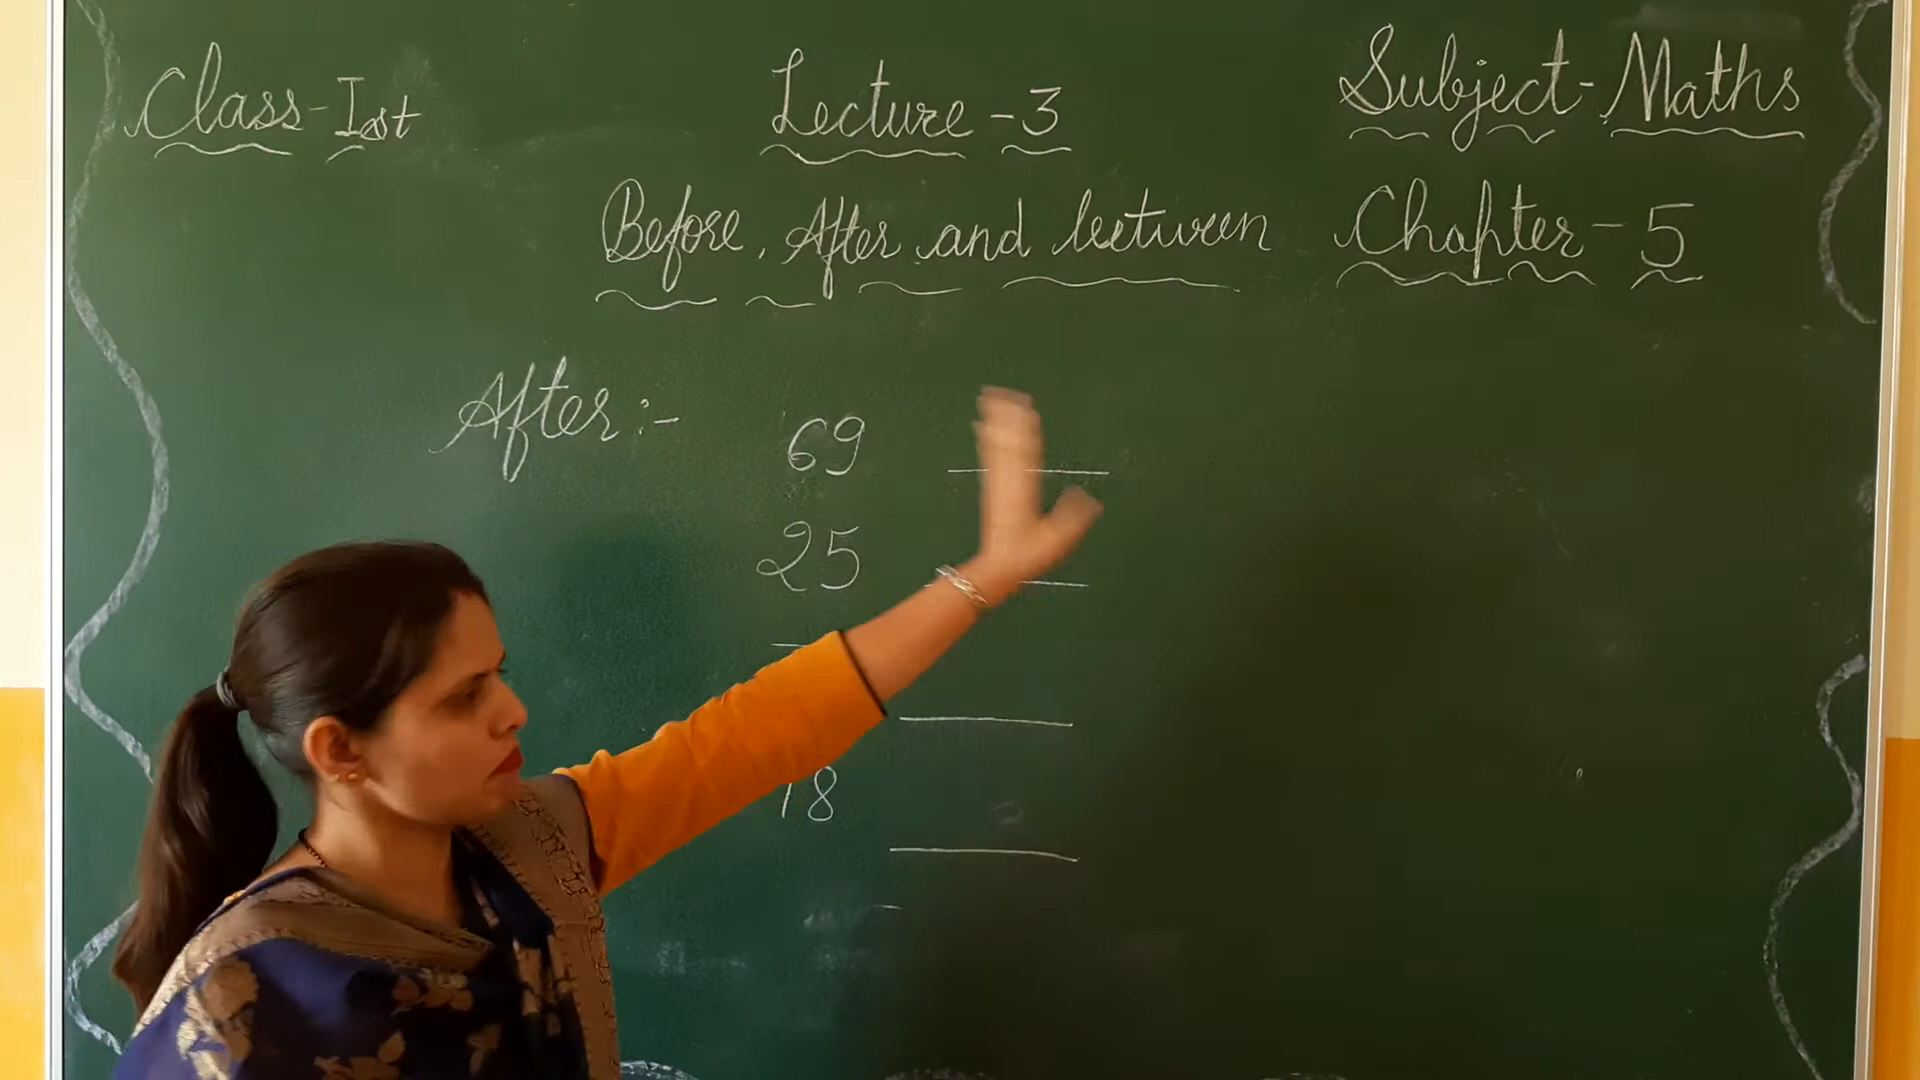 Class-Ist
Lecture-3
Subject-Maths
Before, After and between
Chapter-5
After:-
69
25
18